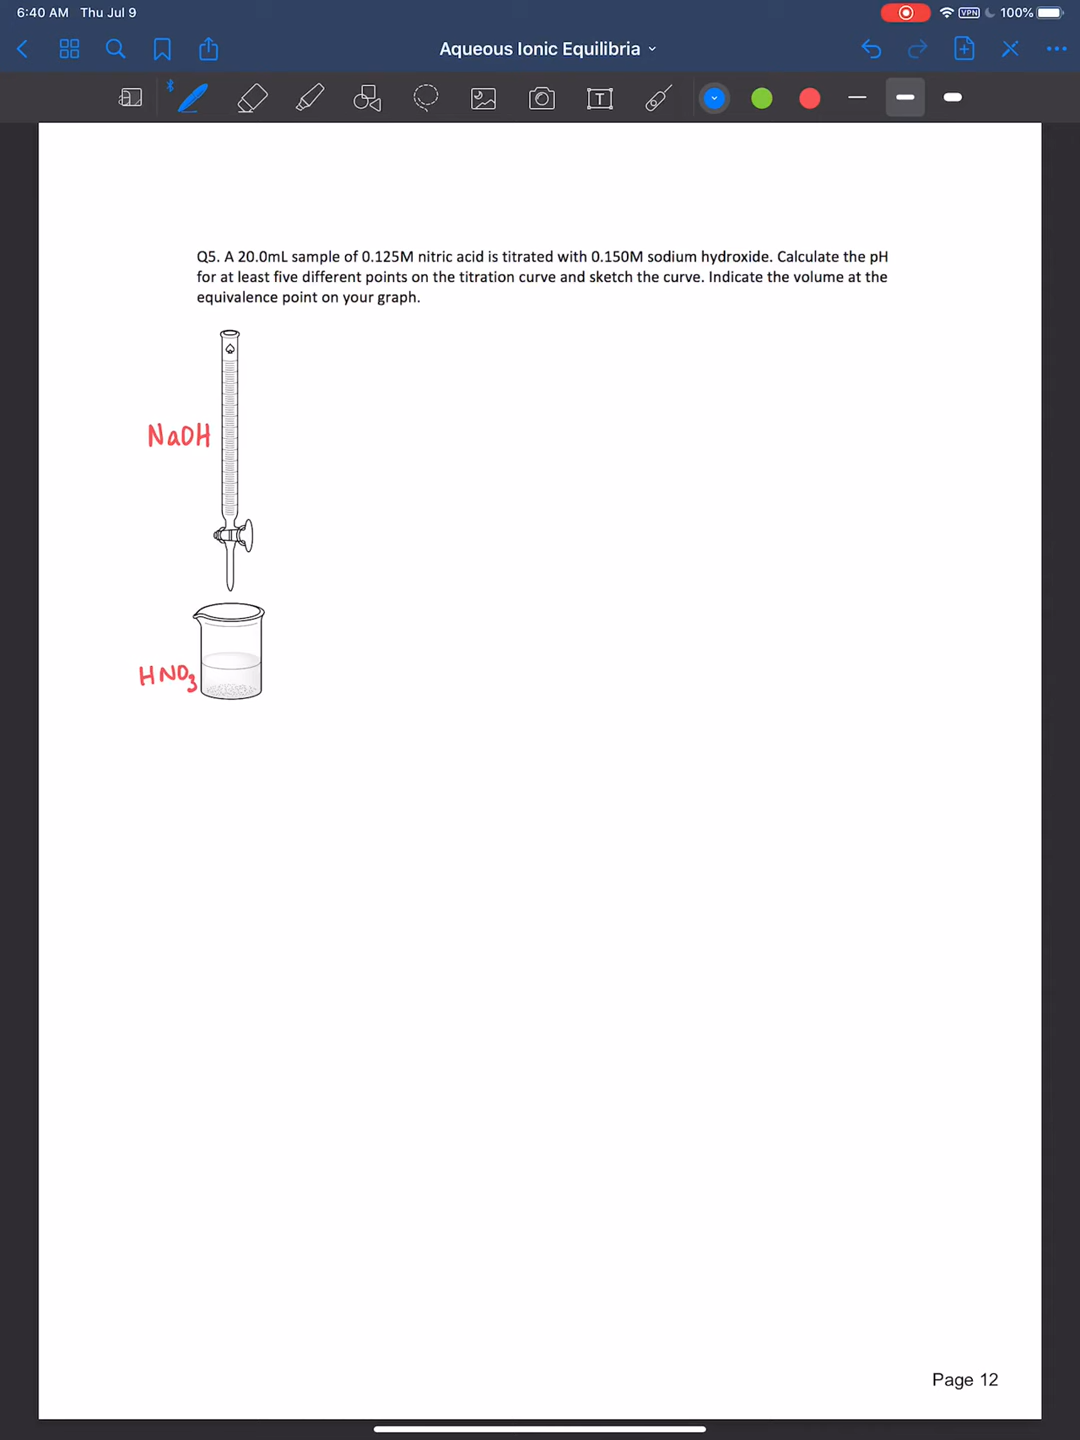 6:40 AM Thu Jul 9
VPN 100%
Aqueous Ionic Equilibria
T
Q5. A 20.0mL sample of 0.125M nitric acid is titrated with 0.150M sodium hydroxide. Calculate the pH
for at least five different points on the titration curve and sketch the curve. Indicate the volume at the
equivalence point on your graph.
NaOH
HNO3
Page 12